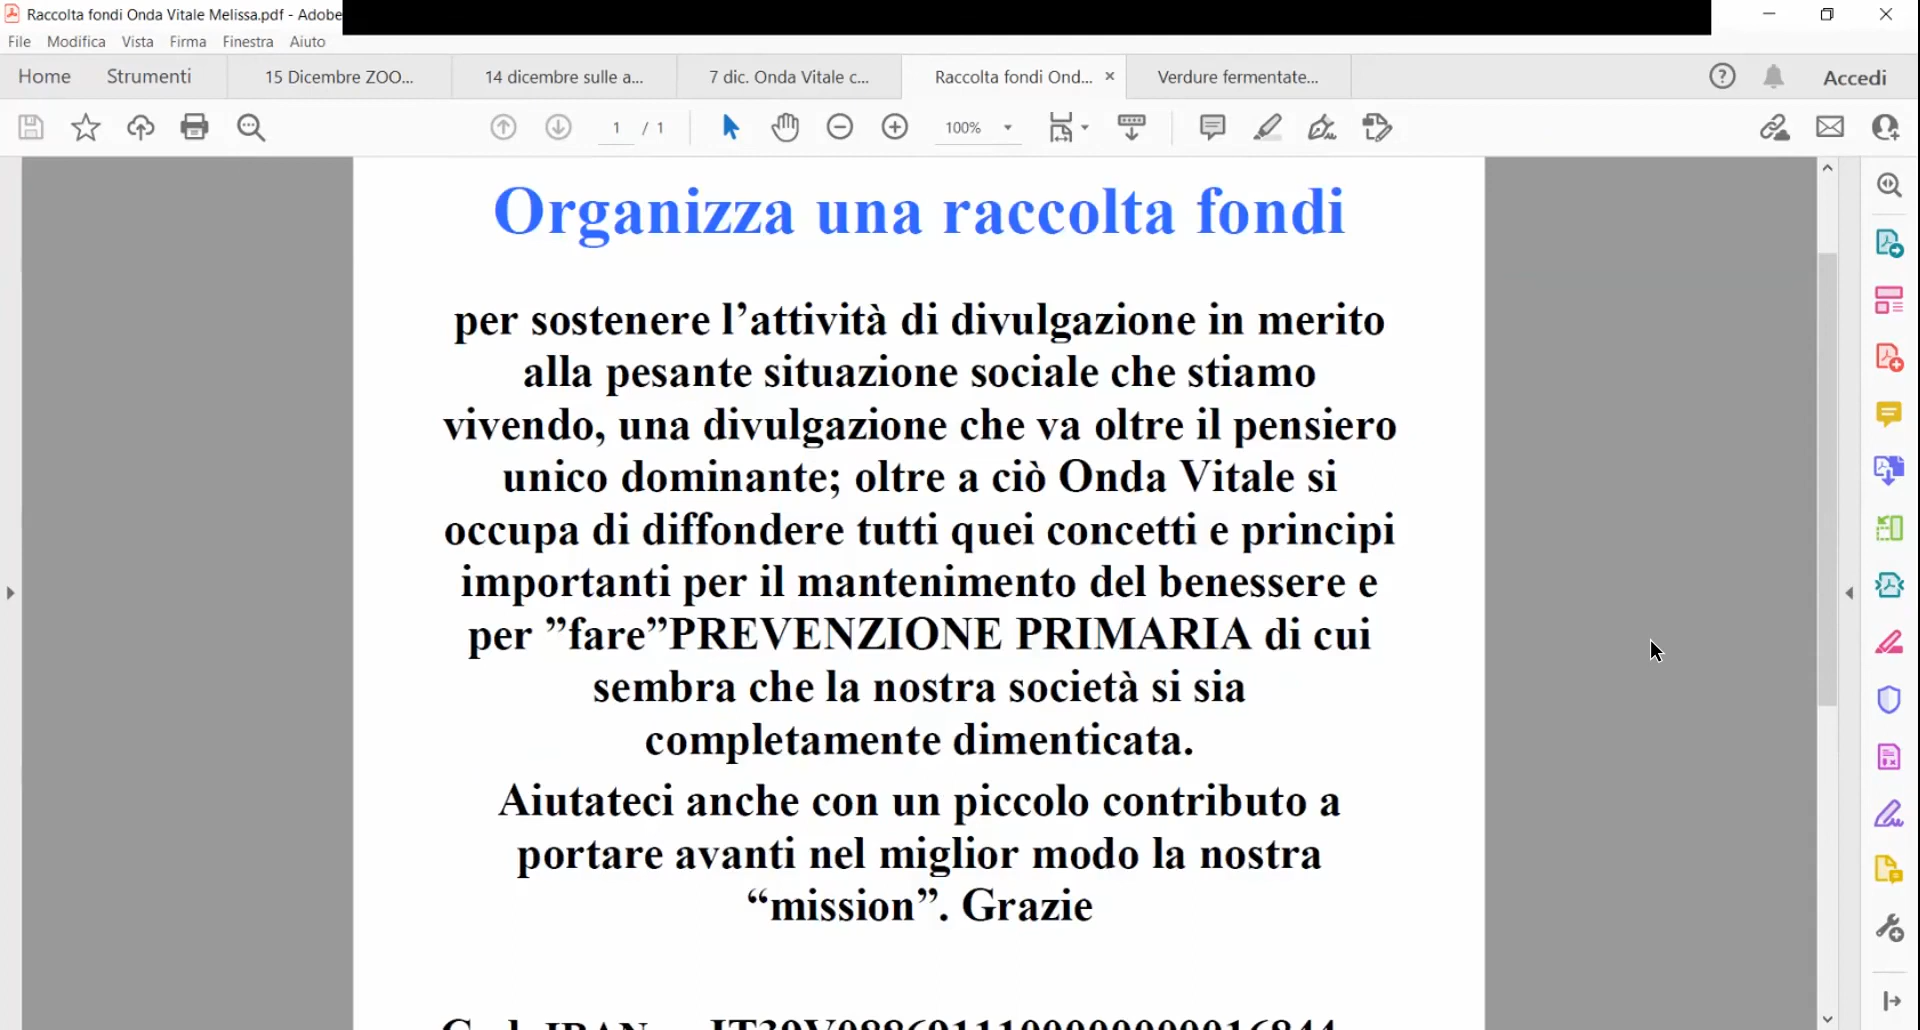 Raccolta fondi Onda Vitale Melissa.pdf - Adobe
File Modifica Vista Firma Finestra Aiuto
Home Strumenti 15 Dicembre ZOO... 14 dicembre sulle a... 7 dic. Onda Vitale c... Raccolta fondi Ond... × Verdure fermentate... Accedi
1 / 1 100%
Organizza una raccolta fondi
per sostenere l’attività di divulgazione in merito
alla pesante situazione sociale che stiamo
vivendo, una divulgazione che va oltre il pensiero
unico dominante; oltre a ciò Onda Vitale si
occupa di diffondere tutti quei concetti e principi
importanti per il mantenimento del benessere e
per ”fare”PREVENZIONE PRIMARIA di cui
sembra che la nostra società si sia
completamente dimenticata.
Aiutateci anche con un piccolo contributo a
portare avanti nel miglior modo la nostra
“mission”. Grazie